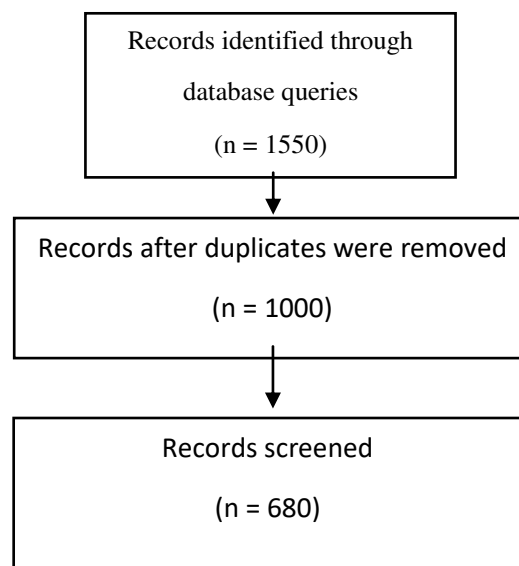 Records identified through
database queries
(n = 1550)
Records after duplicates were removed
(n = 1000)
Records screened
(n = 680)